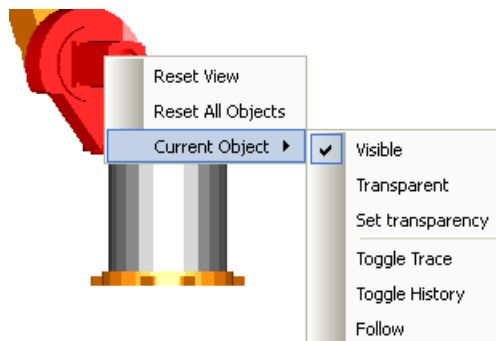 Reset View
Reset All Objects
Current Object
Visible
Transparent
Set transparency
Toggle Trace
Toggle History
Follow